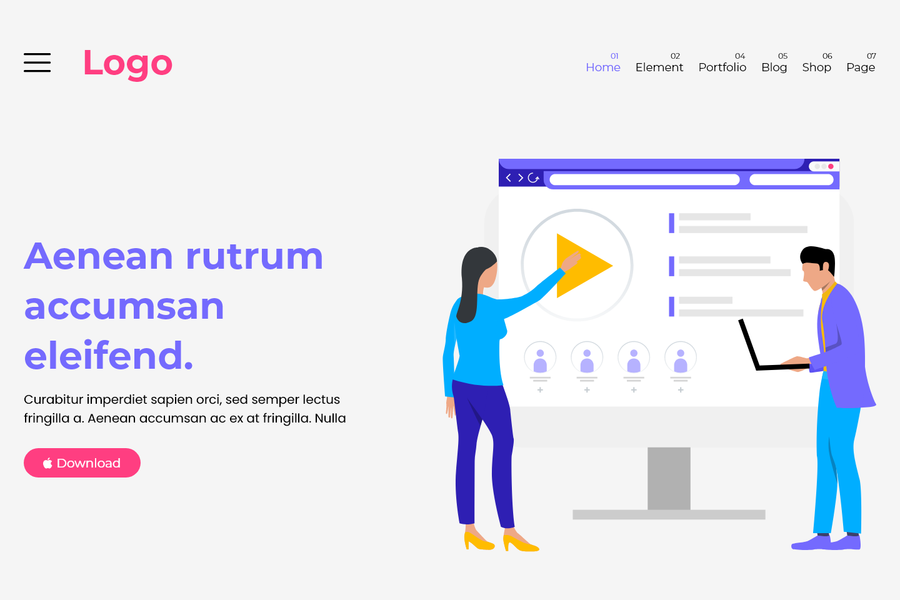 Logo
01 02 04 05 06 07
Home Element Portfolio Blog Shop Page
Aenean rutrum
accumsan
eleifend.
Curabitur imperdiet sapien orci, sed semper lectus
fringilla a. Aenean accumsan ac ex at fringilla. Nulla
Download